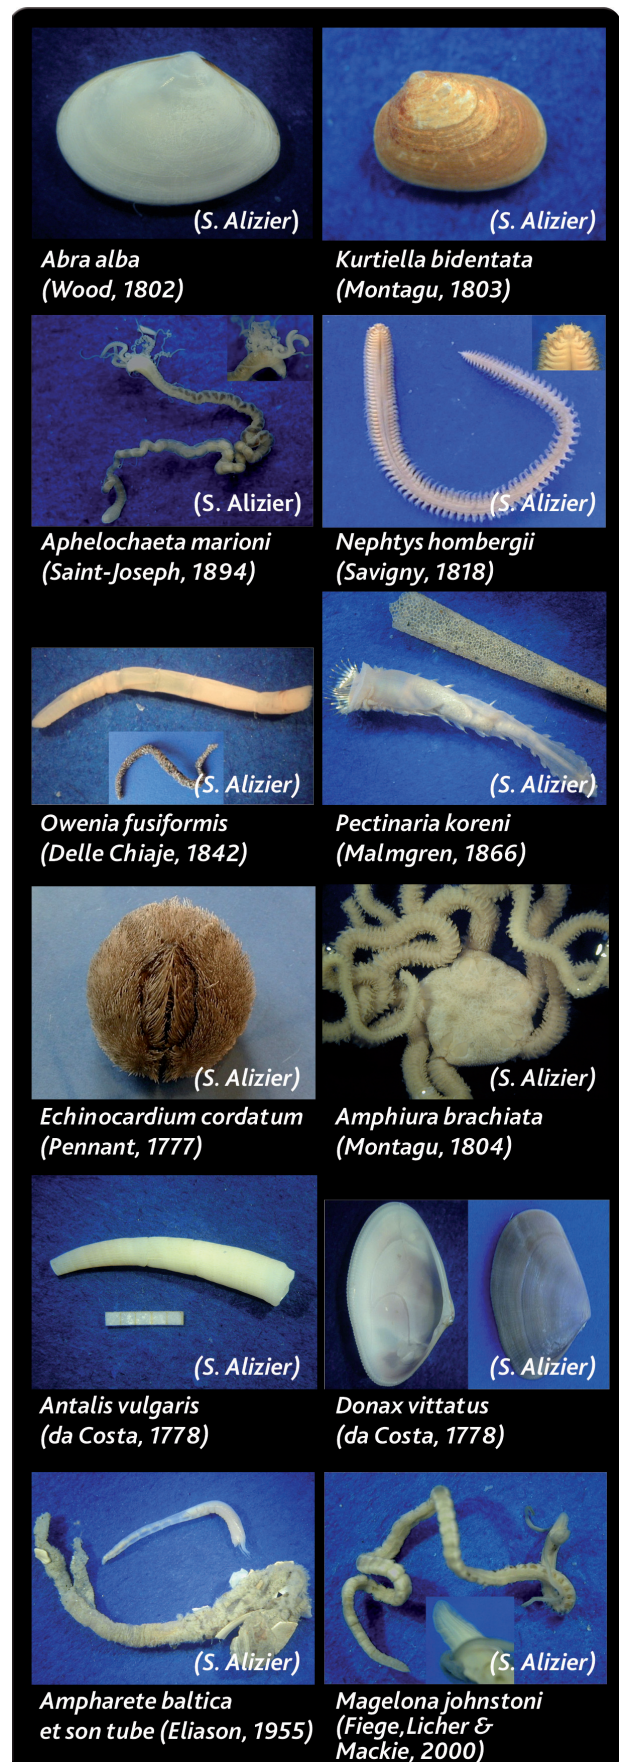 (S. Alizier)
(S. Alizier)
Abra alba
(Wood, 1802)
Kurtiella bidentata
(Montagu, 1803)
(S. Alizier)
(S. Alizier)
Aphelochaeta marioni
(Saint-Joseph, 1894)
Nephtys hombergii
(Savigny, 1818)
(S. Alizier)
(S. Alizier)
Owenia fusiformis
(Delle Chiaje, 1842)
Pectinaria koreni
(Malmgren, 1866)
(S. Alizier)
(S. Alizier)
Echinocardium cordatum
(Pennant, 1777)
Amphiura brachiata
(Montagu, 1804)
(S. Alizier)
(S. Alizier)
Antalis vulgaris
(da Costa, 1778)
Donax vittatus
(da Costa, 1778)
(S. Alizier)
(S. Alizier)
Ampharete baltica
et son tube (Eliason, 1955)
Magelona johnstoni
(Fiege,Licher &
Mackie, 2000)